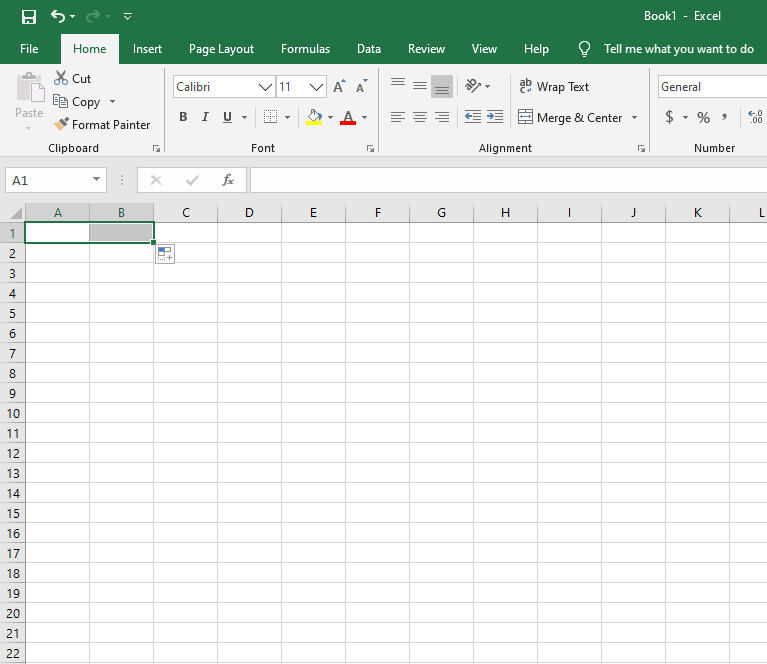 Book1 - Excel
File Home Insert Page Layout Formulas Data Review View Help Tell me what you want to do
Paste
Cut
Copy
Format Painter
Clipboard
Calibri 11 A A
B I U A
Font
ab c Wrap Text
Merge & Center
Alignment
General
$ % , .0 .00
Number
A1 fx
A B C D E F G H I J K L
1
2
3
4
5
6
7
8
9
10
11
12
13
14
15
16
17
18
19
20
21
22